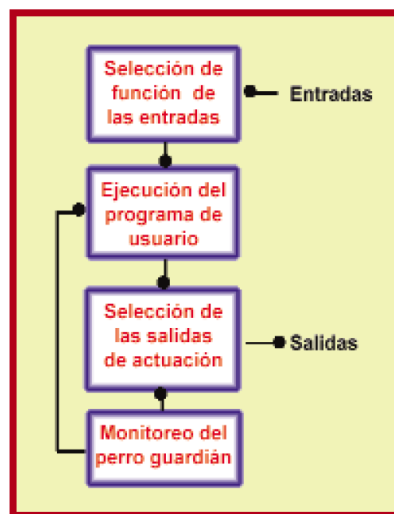 Selección de
función de
las entradas
Entradas
Ejecución del
programa de
usuario
Selección de
las salidas
de actuación
Salidas
Monitoreo del
perro guardián